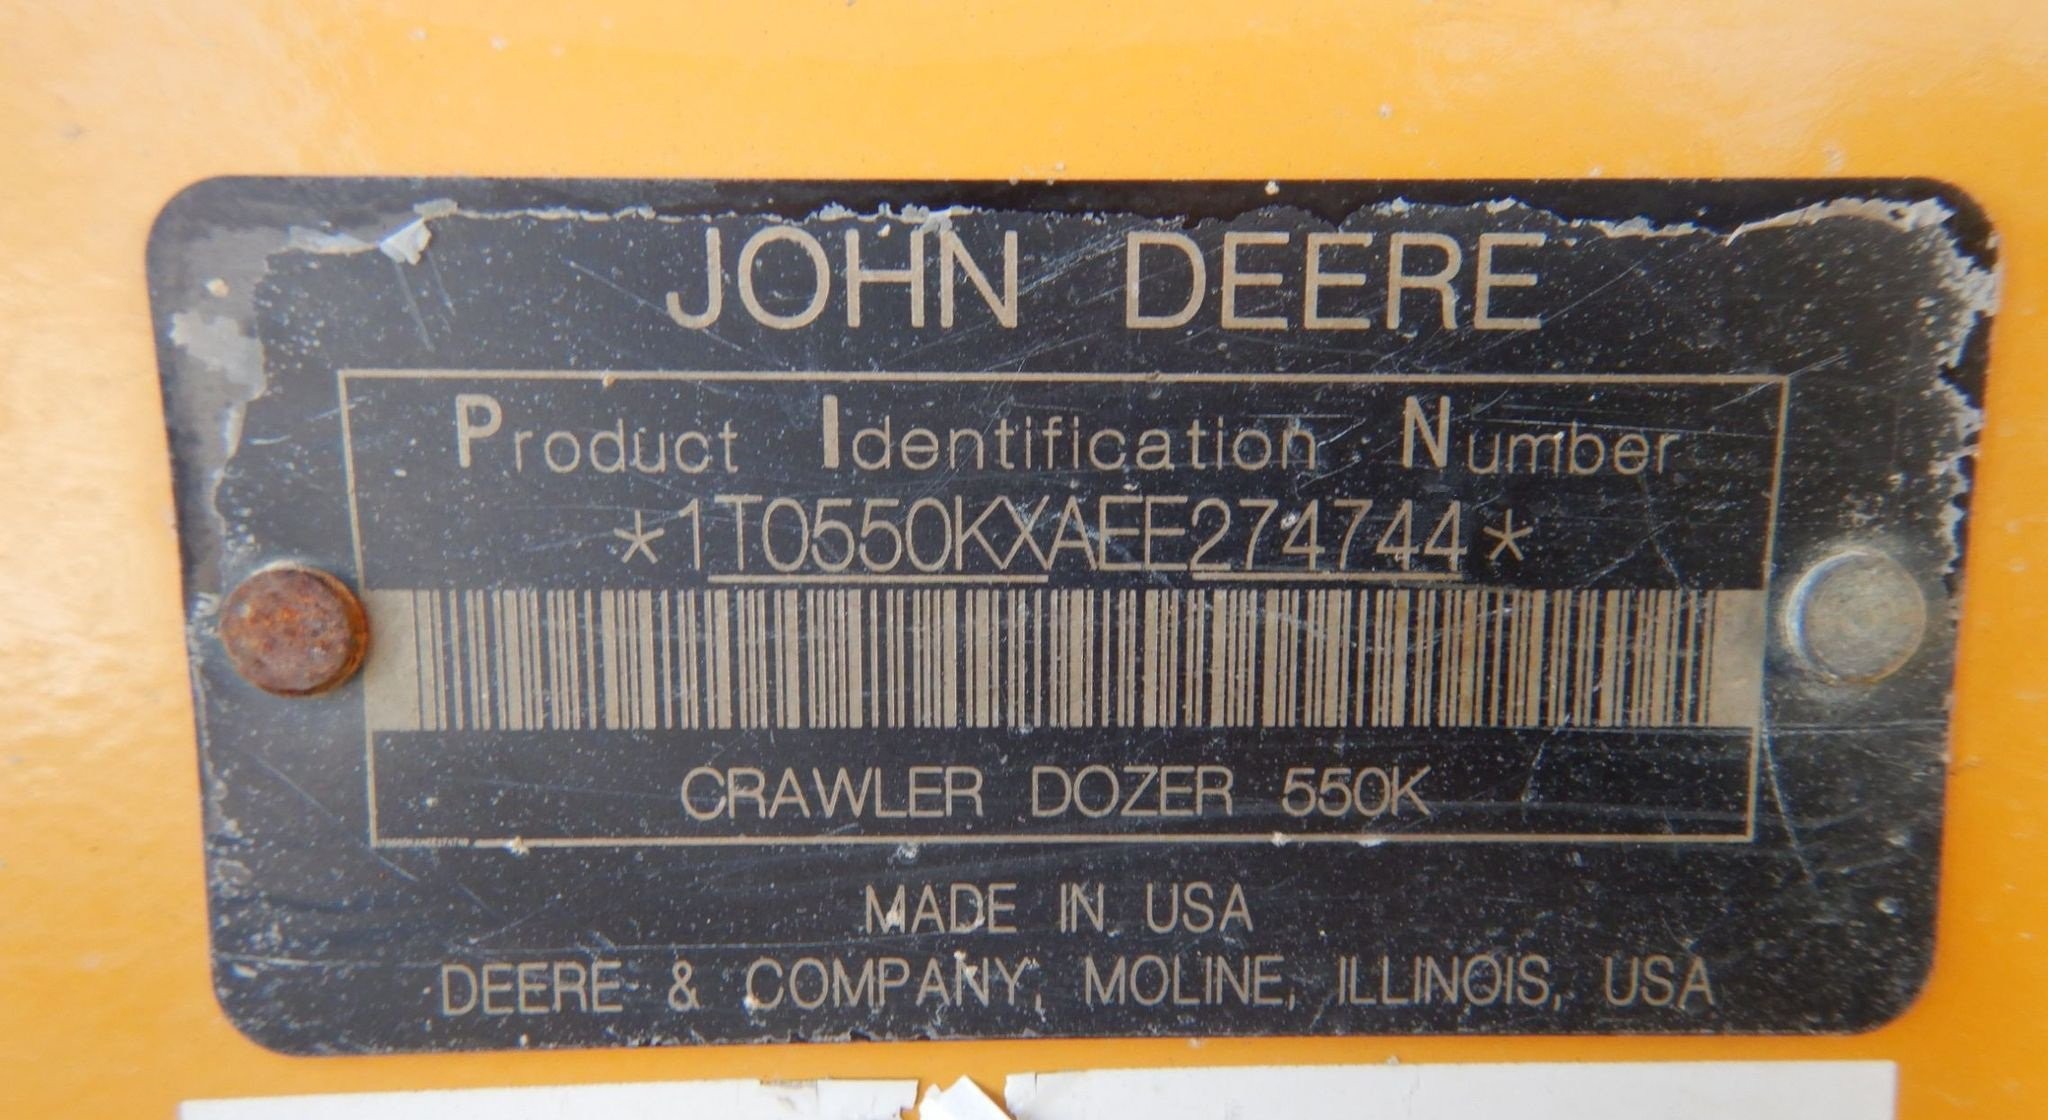 JOHN DEERE
Product Identification Number
*1T0550KXAEE274744*
CRAWLER DOZER 550K
MADE IN USA
DEERE & COMPANY, MOLINE, ILLINOIS, USA